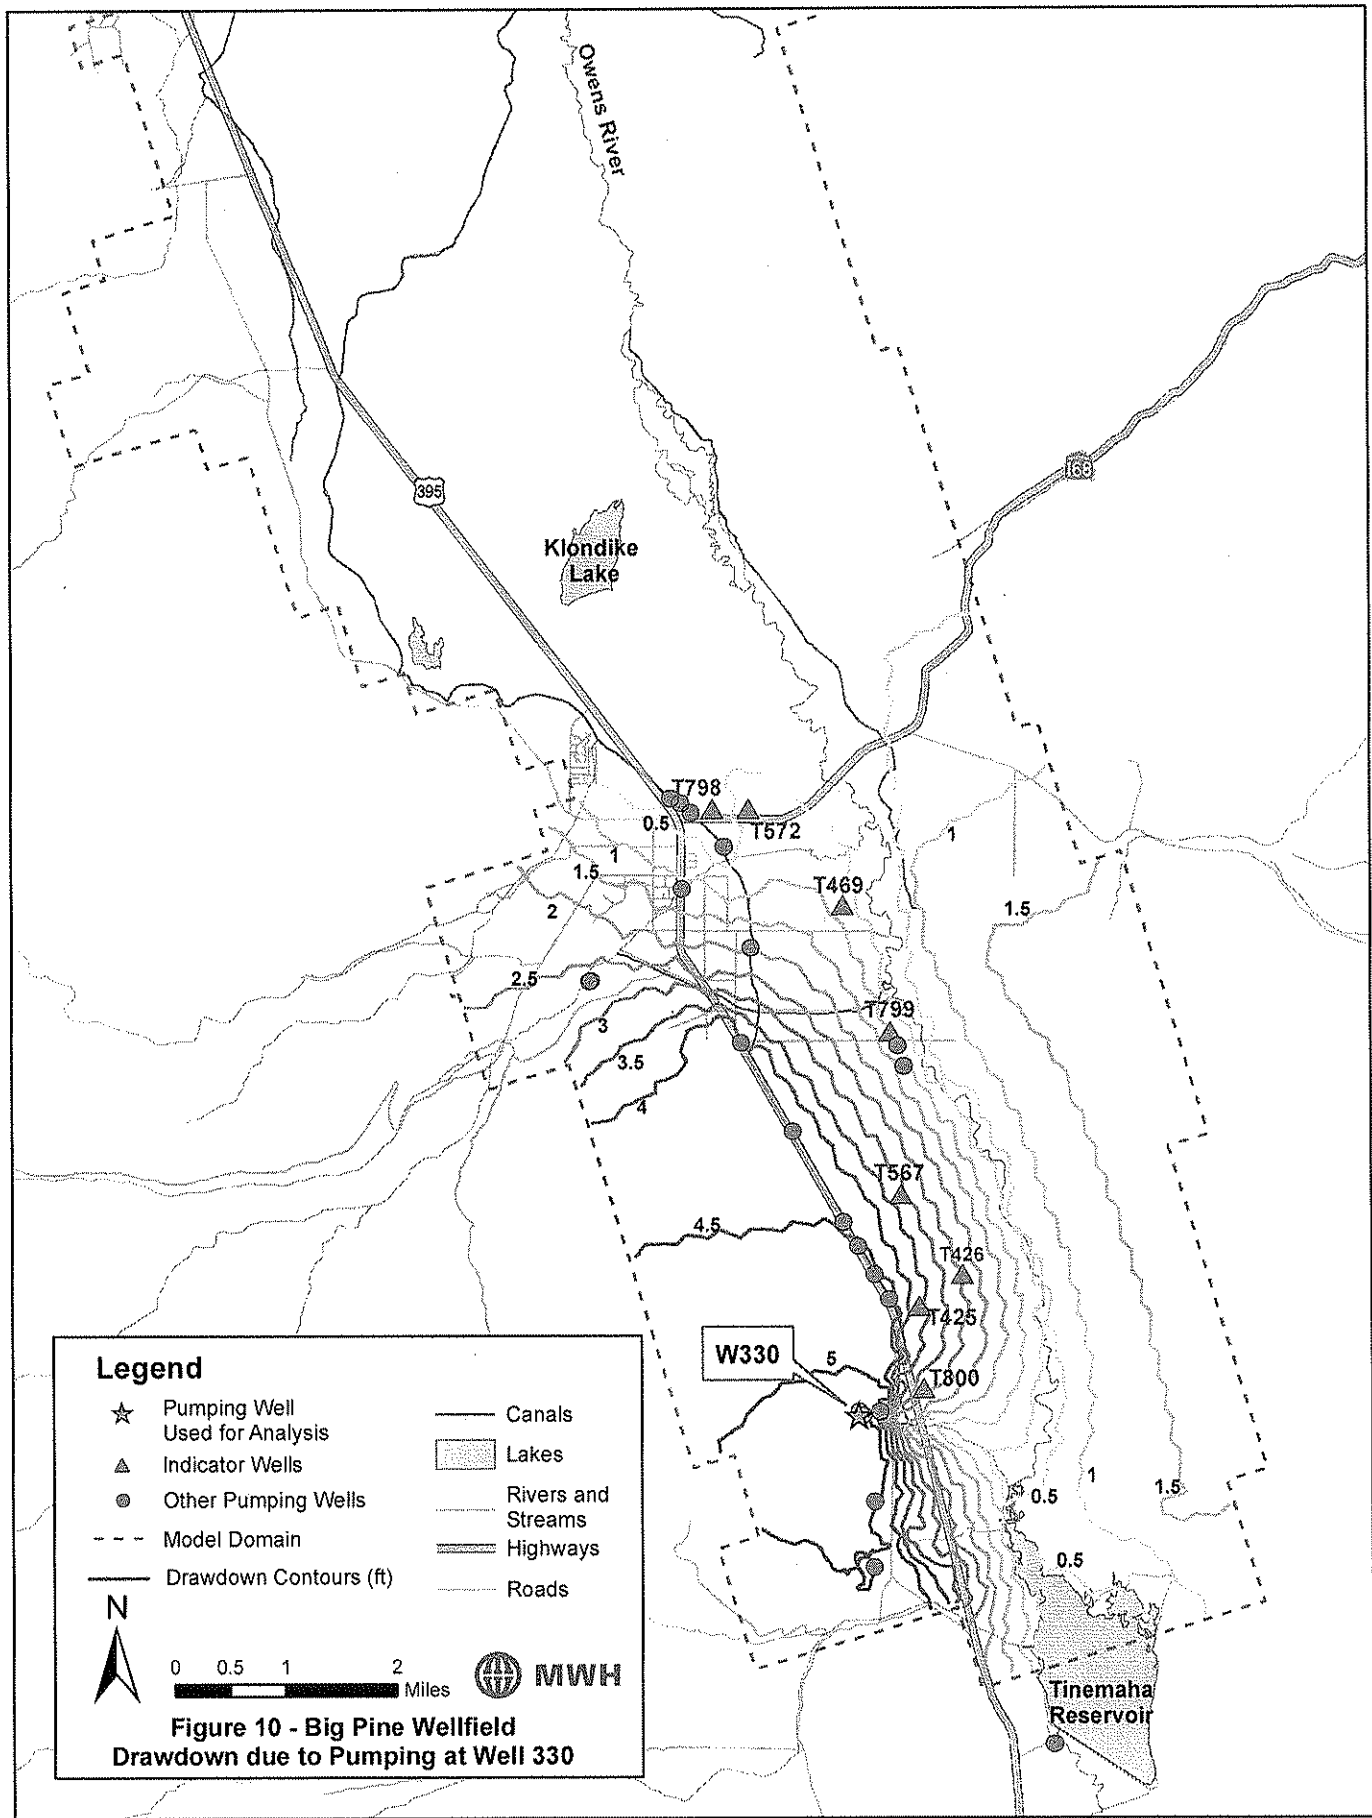 Owens River
395
168
Klondike
Lake
T798
0.5
T572
1
1
1.5
T469
1.5
2
2.5
T799
3
3.5
4
T567
4.5
T426
T425
W330
5
T800
1
1.5
0.5
0.5
Tinemaha
Reservoir
Legend
Pumping Well
Used for Analysis
Indicator Wells
Other Pumping Wells
Model Domain
Drawdown Contours (ft)
Canals
Lakes
Rivers and
Streams
Highways
Roads
N
0 0.5 1 2
Miles
MWH
Figure 10 - Big Pine Wellfield
Drawdown due to Pumping at Well 330